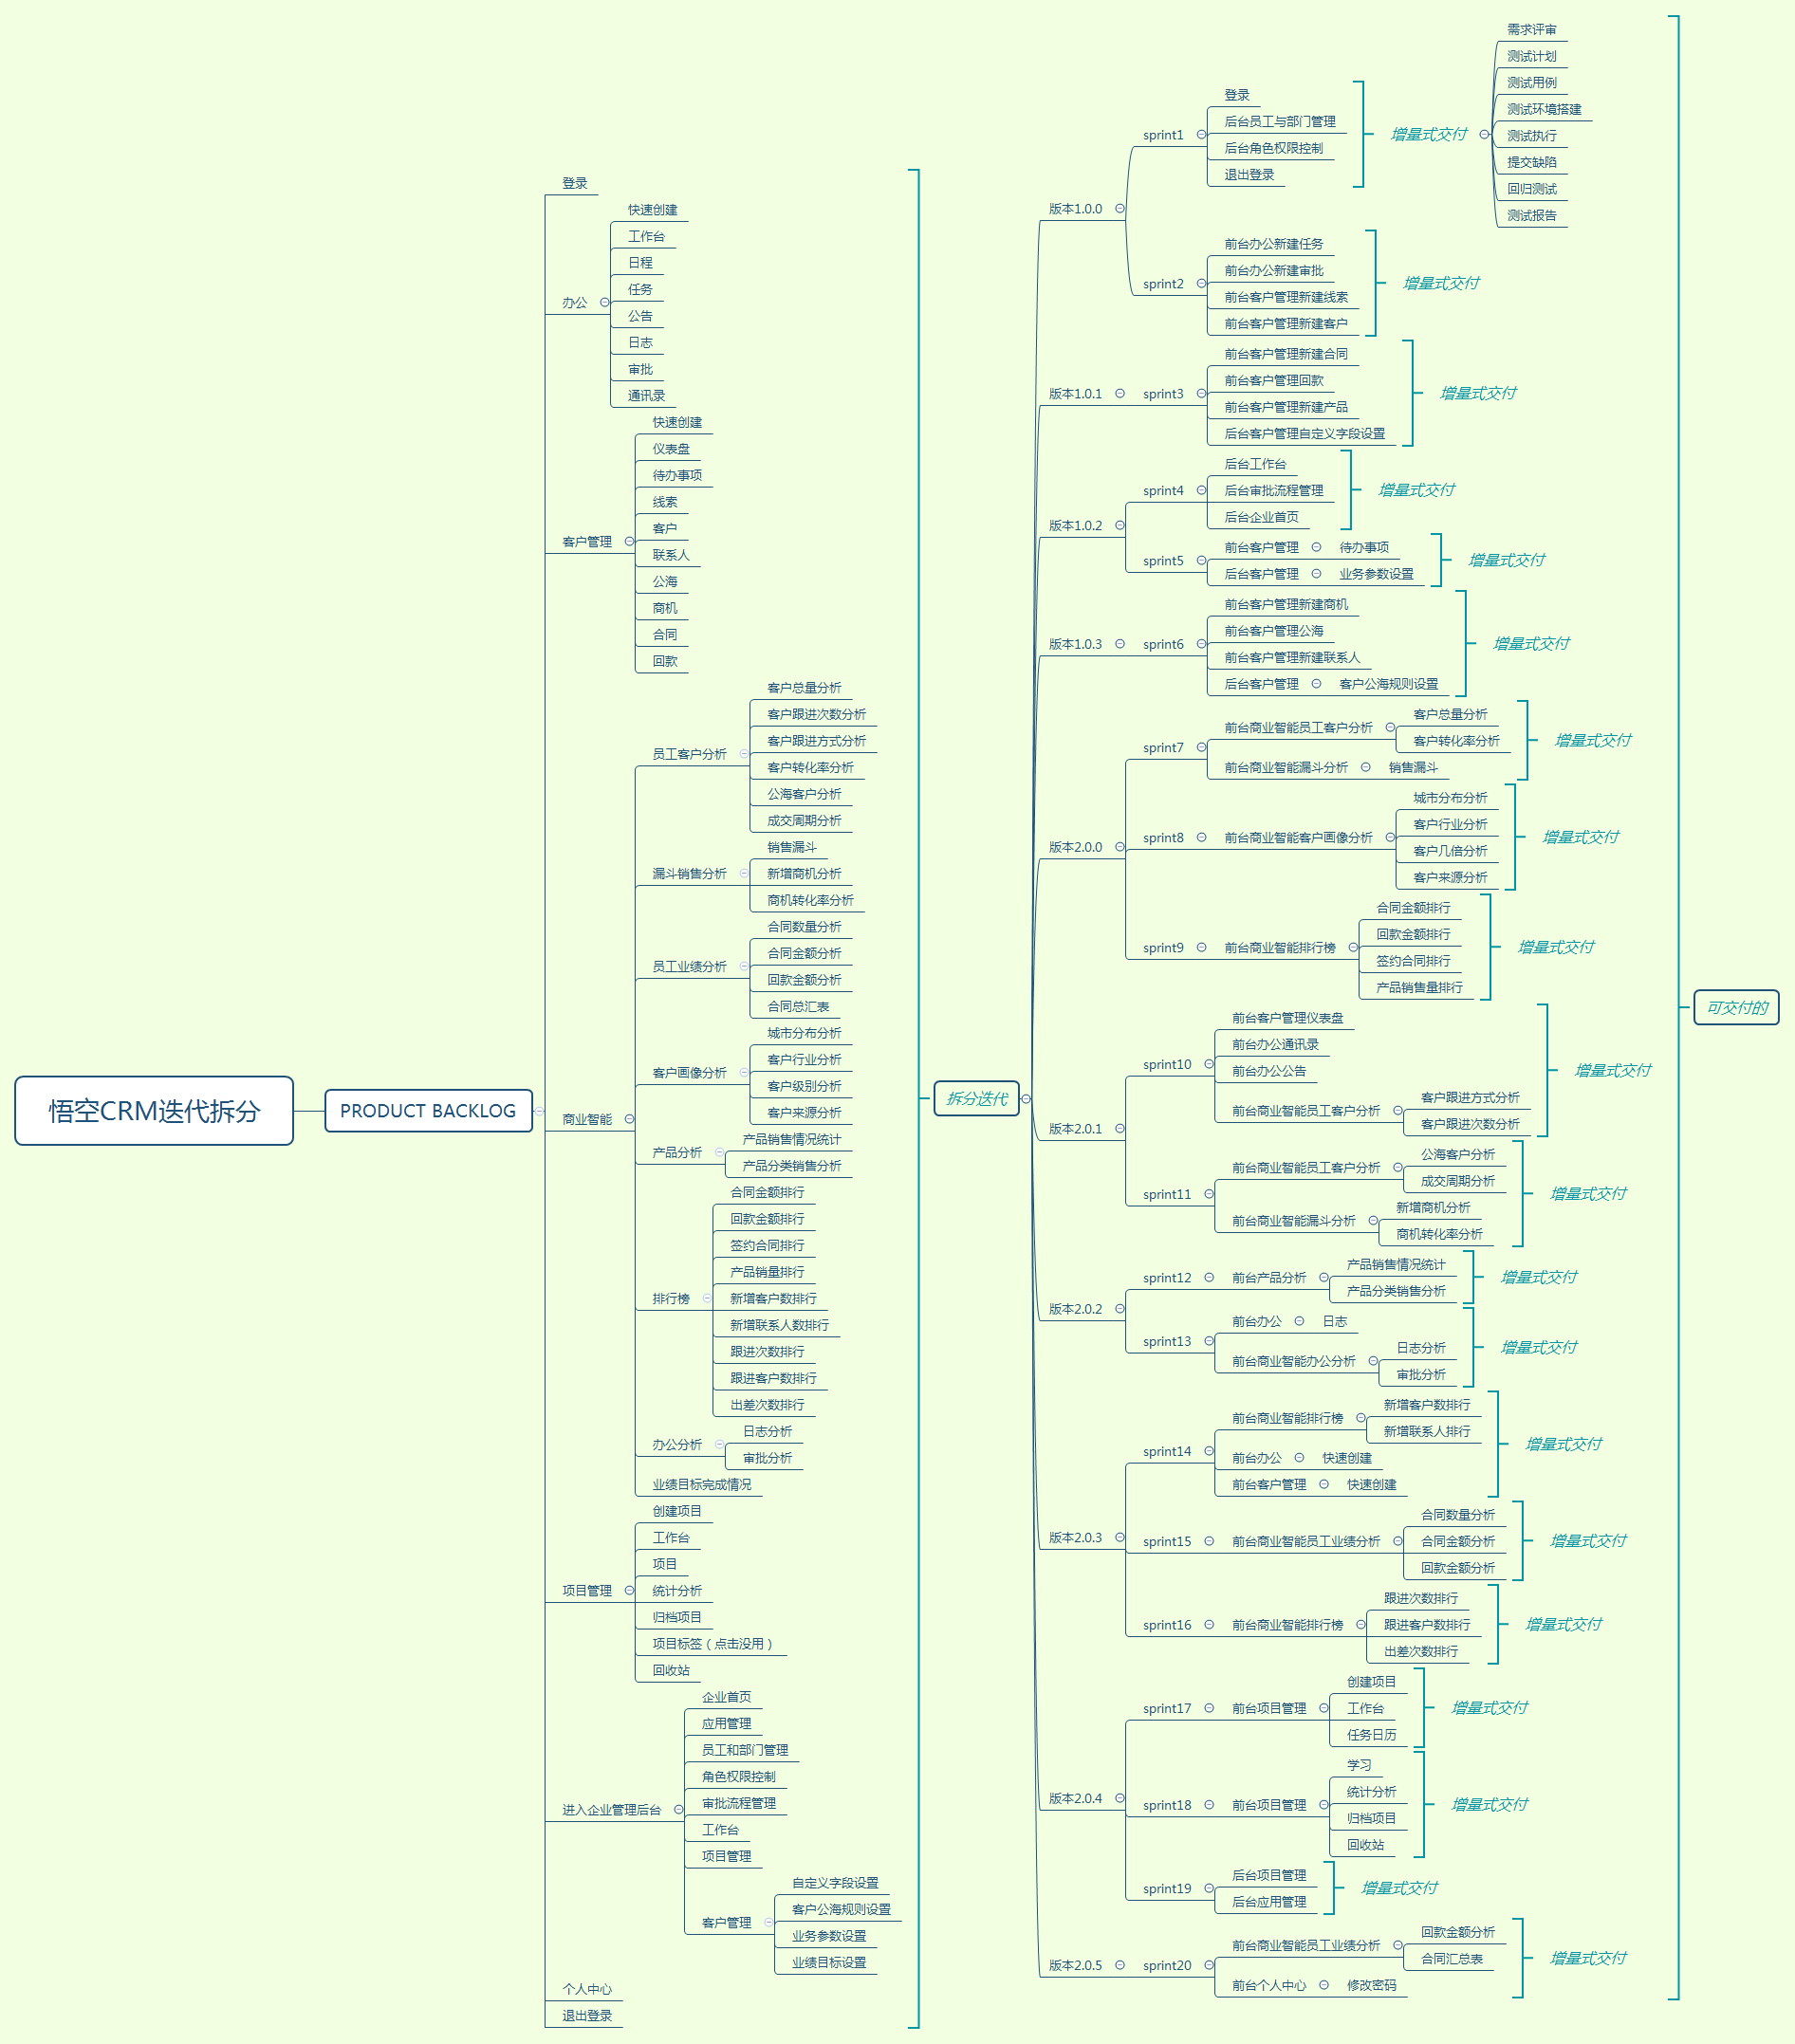 悟空CRM迭代拆分
PRODUCT BACKLOG
登录
办公
快速创建
工作台
日程
任务
公告
日志
审批
通讯录
客户管理
快速创建
仪表盘
待办事项
线索
客户
联系人
公海
商机
合同
回款
商业智能
员工客户分析
客户总量分析
客户跟进次数分析
客户跟进方式分析
客户转化率分析
公海客户分析
成交周期分析
漏斗销售分析
销售漏斗
新增商机分析
商机转化率分析
员工业绩分析
合同数量分析
合同金额分析
回款金额分析
合同总汇表
客户画像分析
城市分布分析
客户行业分析
客户级别分析
客户来源分析
产品分析
产品销售情况统计
产品分类销售分析
排行榜
合同金额排行
回款金额排行
签约合同排行
产品销量排行
新增客户数排行
新增联系人数排行
跟进次数排行
跟进客户数排行
出差次数排行
办公分析
日志分析
审批分析
业绩目标完成情况
项目管理
创建项目
工作台
项目
统计分析
归档项目
项目标签（点击没用）
回收站
进入企业管理后台
企业首页
应用管理
员工和部门管理
角色权限控制
审批流程管理
工作台
项目管理
客户管理
自定义字段设置
客户公海规则设置
业务参数设置
业绩目标设置
个人中心
退出登录
拆分迭代
版本1.0.0
sprint1
登录
后台员工与部门管理
后台角色权限控制
退出登录
增量式交付
需求评审
测试计划
测试用例
测试环境搭建
测试执行
提交缺陷
回归测试
测试报告
sprint2
前台办公新建任务
前台办公新建审批
前台客户管理新建线索
前台客户管理新建客户
增量式交付
版本1.0.1
sprint3
前台客户管理新建合同
前台客户管理回款
前台客户管理新建产品
后台客户管理自定义字段设置
增量式交付
版本1.0.2
sprint4
后台工作台
后台审批流程管理
后台企业首页
增量式交付
sprint5
前台客户管理
待办事项
后台客户管理
业务参数设置
增量式交付
版本1.0.3
sprint6
前台客户管理新建商机
前台客户管理公海
前台客户管理新建联系人
后台客户管理
客户公海规则设置
增量式交付
版本2.0.0
sprint7
前台商业智能员工客户分析
客户总量分析
客户转化率分析
前台商业智能漏斗分析
销售漏斗
增量式交付
sprint8
前台商业智能客户画像分析
城市分布分析
客户行业分析
客户几倍分析
客户来源分析
增量式交付
sprint9
前台商业智能排行榜
合同金额排行
回款金额排行
签约合同排行
产品销售量排行
增量式交付
版本2.0.1
sprint10
前台客户管理仪表盘
前台办公通讯录
前台办公公告
前台商业智能员工客户分析
客户跟进方式分析
客户跟进次数分析
增量式交付
sprint11
前台商业智能员工客户分析
公海客户分析
成交周期分析
前台商业智能漏斗分析
新增商机分析
商机转化率分析
增量式交付
版本2.0.2
sprint12
前台产品分析
产品销售情况统计
产品分类销售分析
增量式交付
sprint13
前台办公
日志
前台商业智能办公分析
日志分析
审批分析
增量式交付
版本2.0.3
sprint14
前台商业智能排行榜
新增客户数排行
新增联系人排行
前台办公
快速创建
前台客户管理
快速创建
增量式交付
sprint15
前台商业智能员工业绩分析
合同数量分析
合同金额分析
回款金额分析
增量式交付
sprint16
前台商业智能排行榜
跟进次数排行
跟进客户数排行
出差次数排行
增量式交付
版本2.0.4
sprint17
前台项目管理
创建项目
工作台
任务日历
增量式交付
sprint18
前台项目管理
学习
统计分析
归档项目
回收站
增量式交付
sprint19
后台项目管理
后台应用管理
增量式交付
版本2.0.5
sprint20
前台商业智能员工业绩分析
回款金额分析
合同汇总表
前台个人中心
修改密码
增量式交付
可交付的